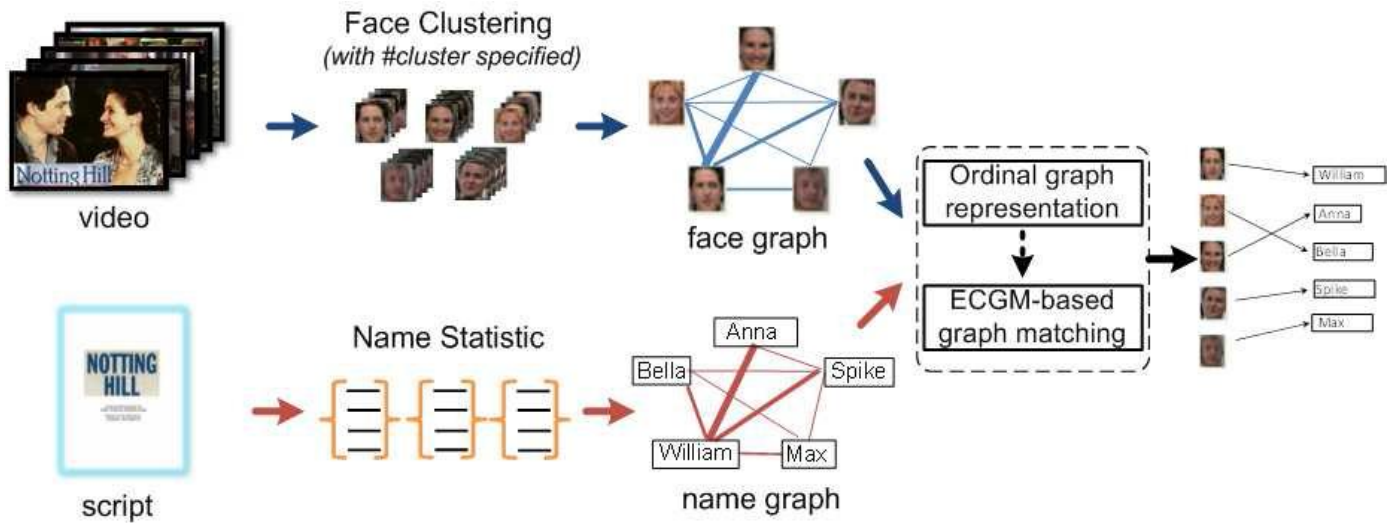 Face Clustering
(with #cluster specified)
Notting Hill
video
face graph
Ordinal graph
representation
ECGM-based
graph matching
William
Anna
Bella
Spike
Max
NOTTING
HILL
script
Name Statistic
Anna
Bella
Spike
William
Max
name graph